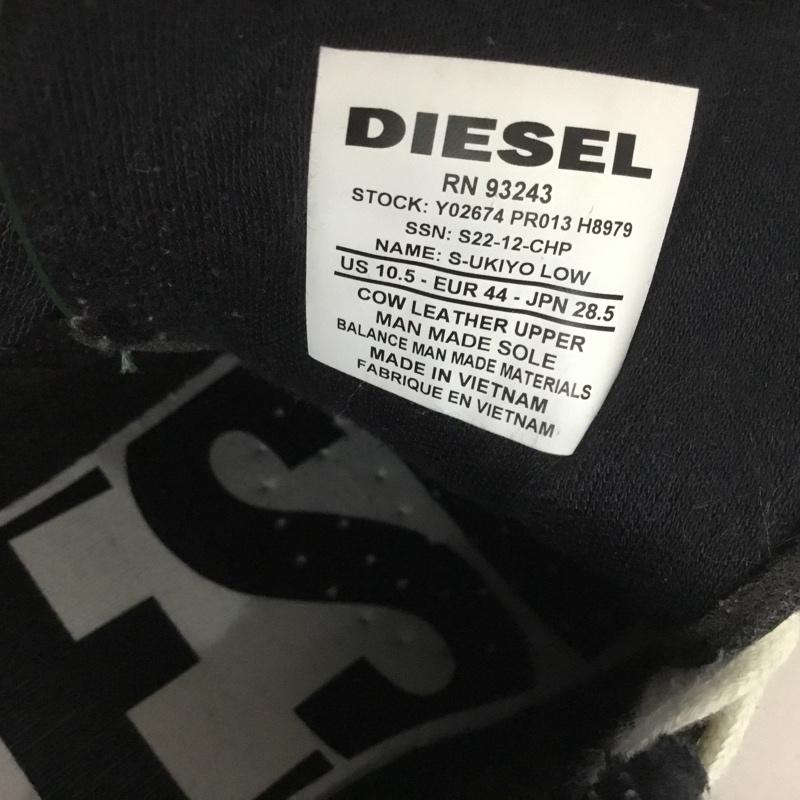 DIESEL
RN 93243
STOCK: Y02674 PR013 H8979
SSN: S22-12-CHP
NAME: S-UKIYO LOW
US 10.5 - EUR 44 - JPN 28.5
COW LEATHER UPPER
MAN MADE SOLE
BALANCE MAN MADE MATERIALS
MADE IN VIETNAM
FABRIQUE EN VIETNAM
ES